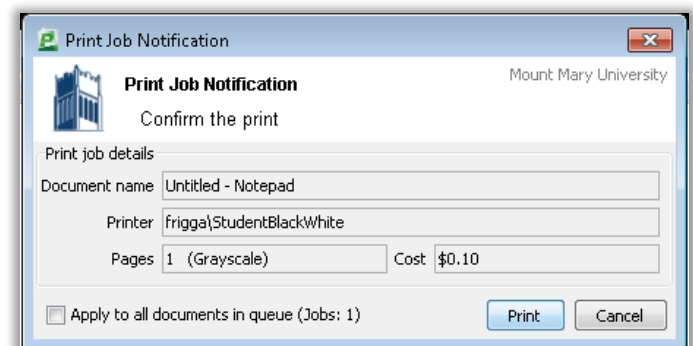 Print Job Notification
Mount Mary University
Print Job Notification
Confirm the print
Print job details
Document name Untitled - Notepad
Printer frigga\StudentBlackWhite
Pages 1 (Grayscale) Cost $0.10
Apply to all documents in queue (Jobs: 1) Print Cancel